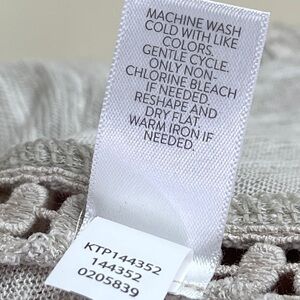 MACHINE WASH
COLD WITH LIKE
COLORS.
GENTLE CYCLE.
ONLY NON-
CHLORINE BLEACH
IF NEEDED.
RESHAPE AND
DRY FLAT.
WARM IRON IF
NEEDED.
KTP144352
144352
0205839